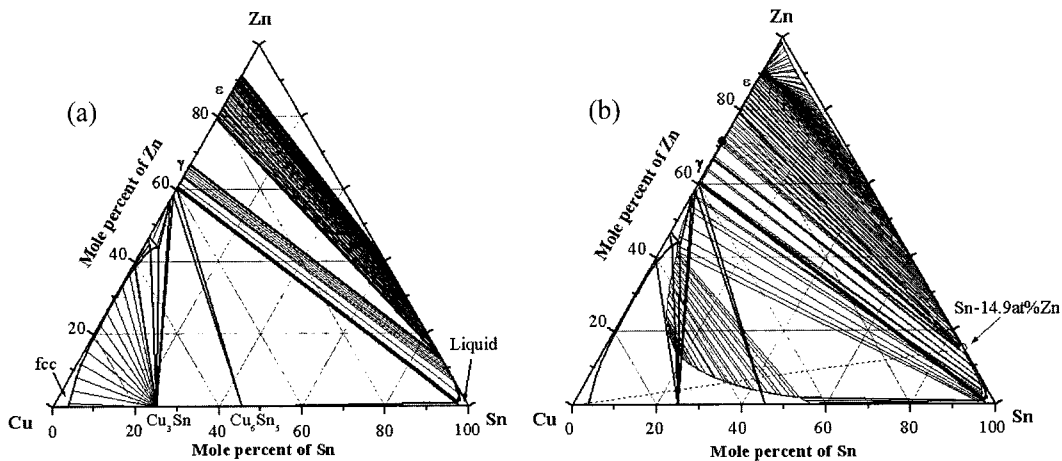 Zn
(a)
ε
80
γ
60
40
20
Mole percent of Zn
fcc
Liquid
Cu
Sn
0
20
40
60
80
100
Cu3Sn
Cu6Sn5
Mole percent of Sn
Zn
(b)
ε
80
γ
60
40
20
Mole percent of Zn
Sn-14.9at%Zn
Cu
Sn
0
20
40
60
80
100
Mole percent of Sn